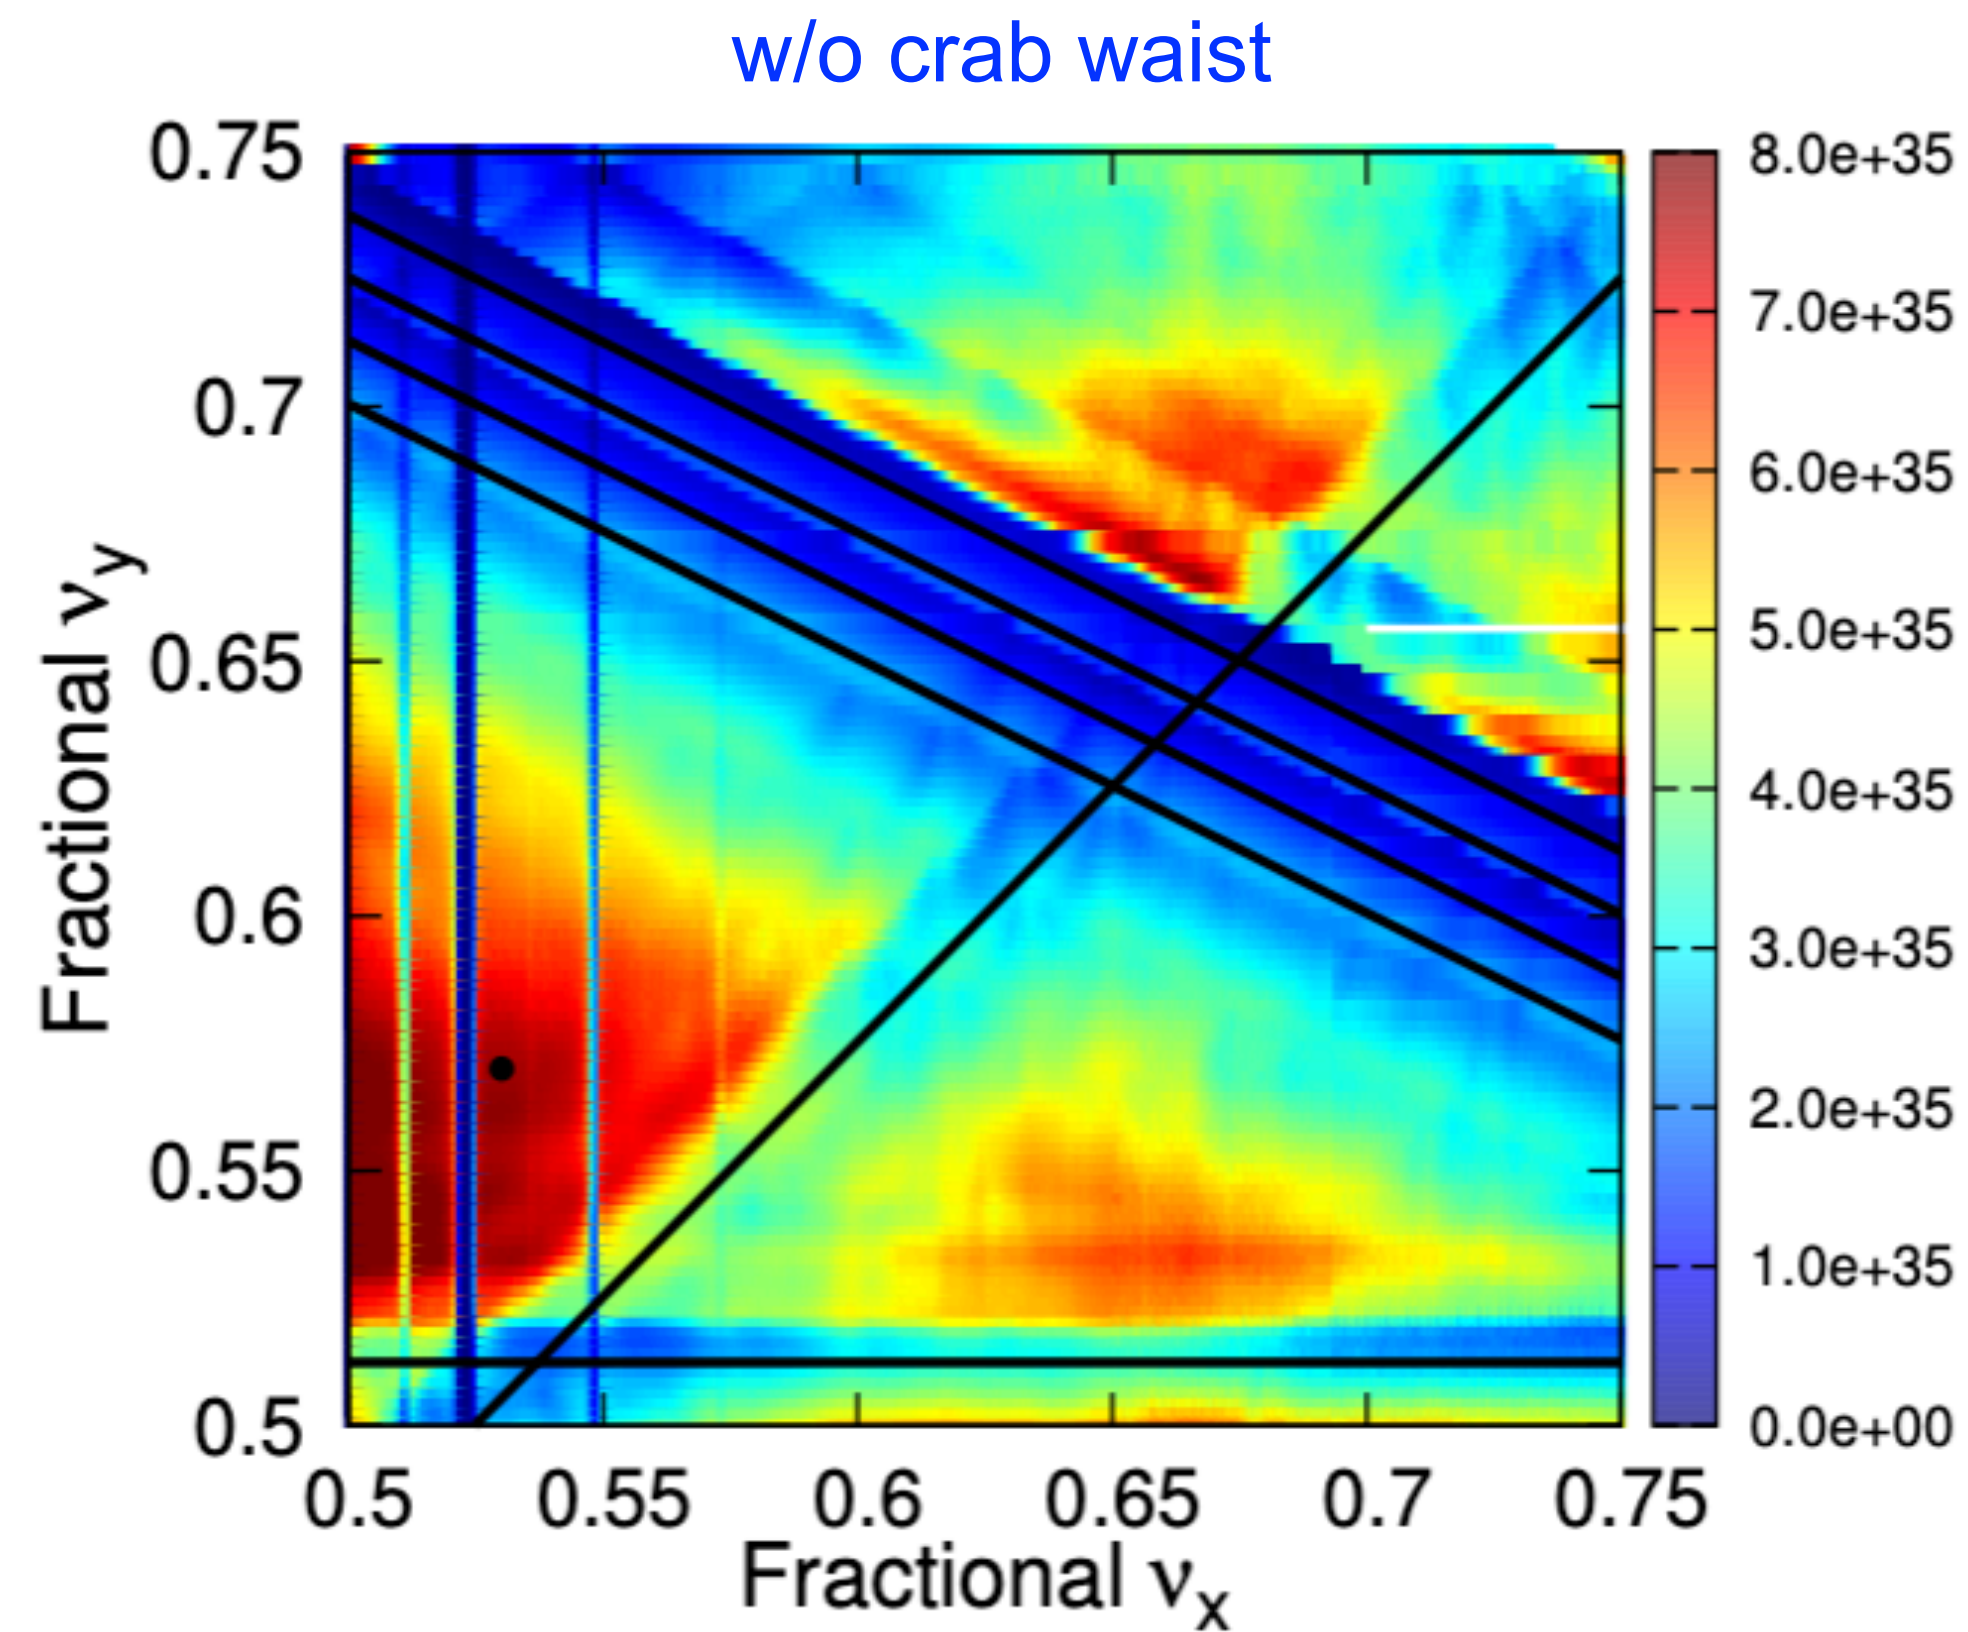 w/o crab waist
0.75
0.7
0.65
0.6
0.55
0.5
Fractional νy
0.5 0.55 0.6 0.65 0.7 0.75
Fractional νx
8.0e+35
7.0e+35
6.0e+35
5.0e+35
4.0e+35
3.0e+35
2.0e+35
1.0e+35
0.0e+00